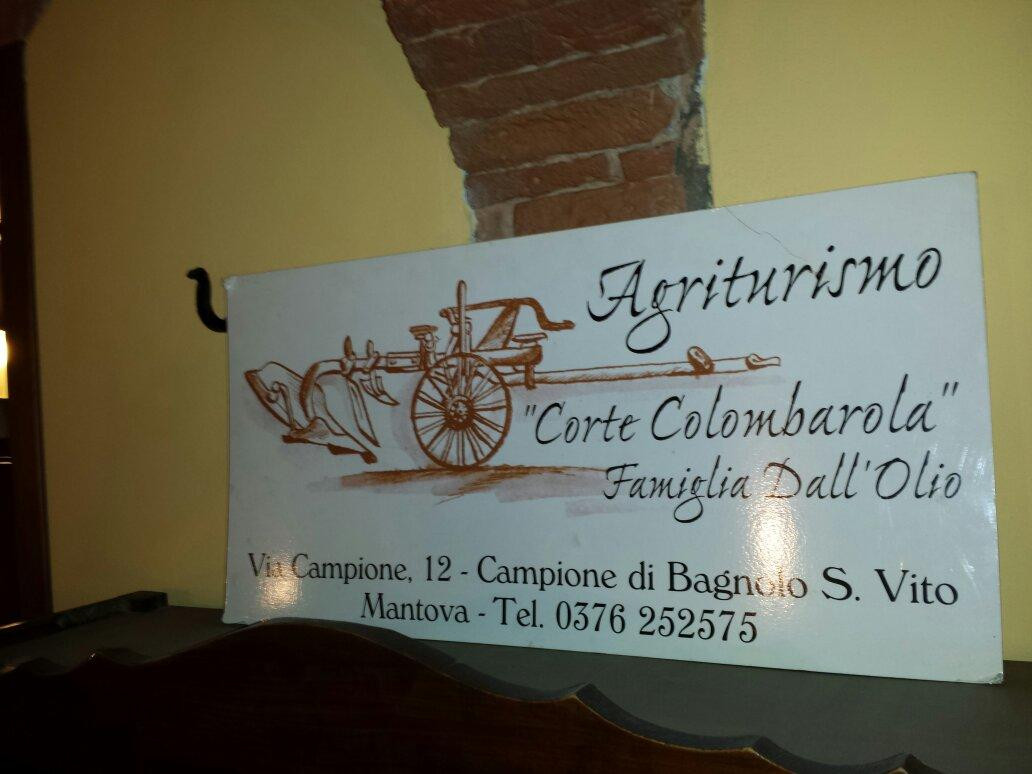 Agriturismo
"Corte Colombarola"
Famiglia Dall'Olio
Via Campione, 12 - Campione di Bagnolo S. Vito
Mantova - Tel. 0376 252575